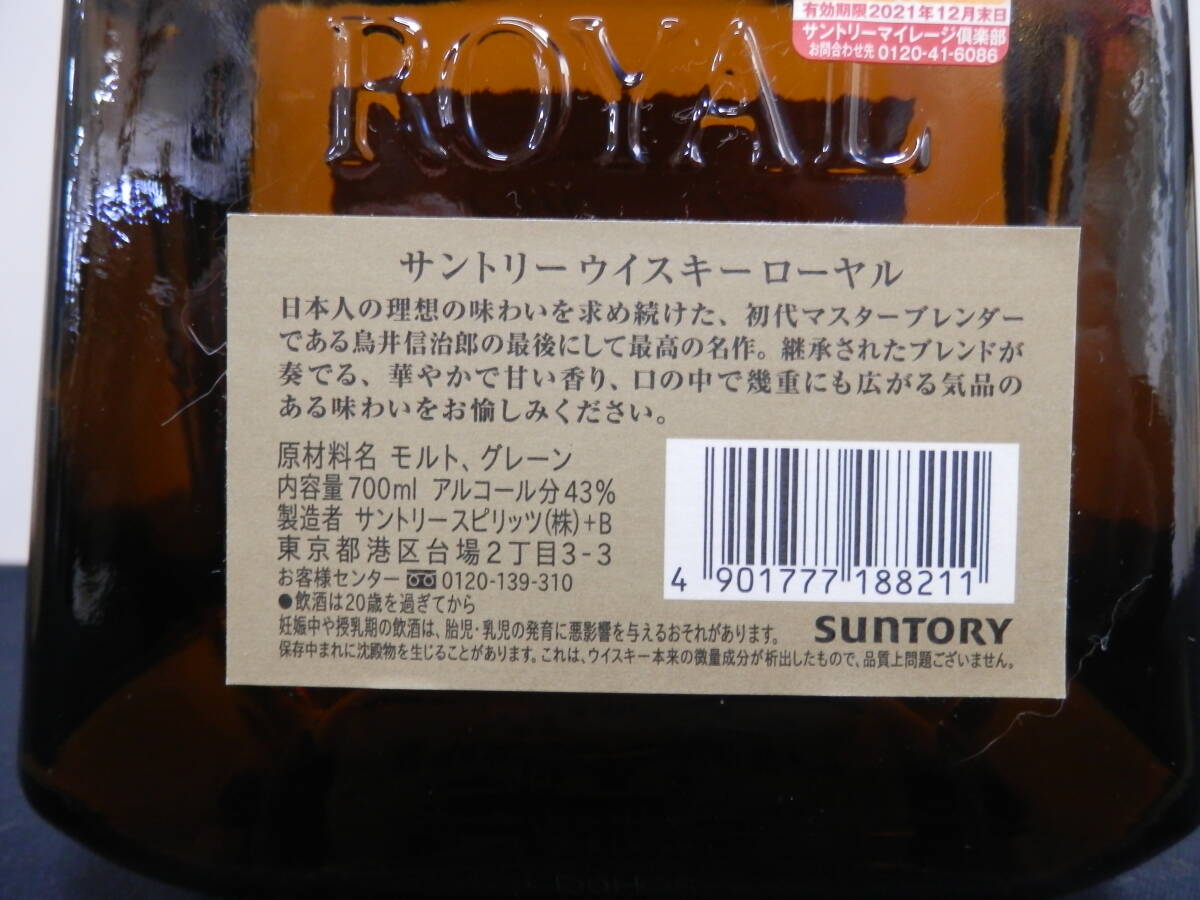 有効期限2021年12月末日
サントリーマイレージ倶楽部
お問合わせ先 0120-41-6086
ROYAL
サントリーウイスキーローヤル
日本人の理想の味わいを求め続けた、初代マスターブレンダー
である鳥井信治郎の最後にして最高の名作。継承されたブレンドが
奏でる、華やかで甘い香り、口の中で幾重にも広がる気品の
ある味わいをお愉しみください。
原材料名 モルト、グレーン
内容量700ml アルコール分43%
製造者 サントリースピリッツ(株)+B
東京都港区台場2丁目3-3
お客様センター 0120-139-310
●飲酒は20歳を過ぎてから
妊娠中や授乳期の飲酒は、胎児・乳児の発育に悪影響を与えるおそれがあります。
保存中まれに沈殿物を生じることがあります。これは、ウイスキー本来の微量成分が析出したもので、品質上問題ございません。
4 901777 188211
SUNTORY